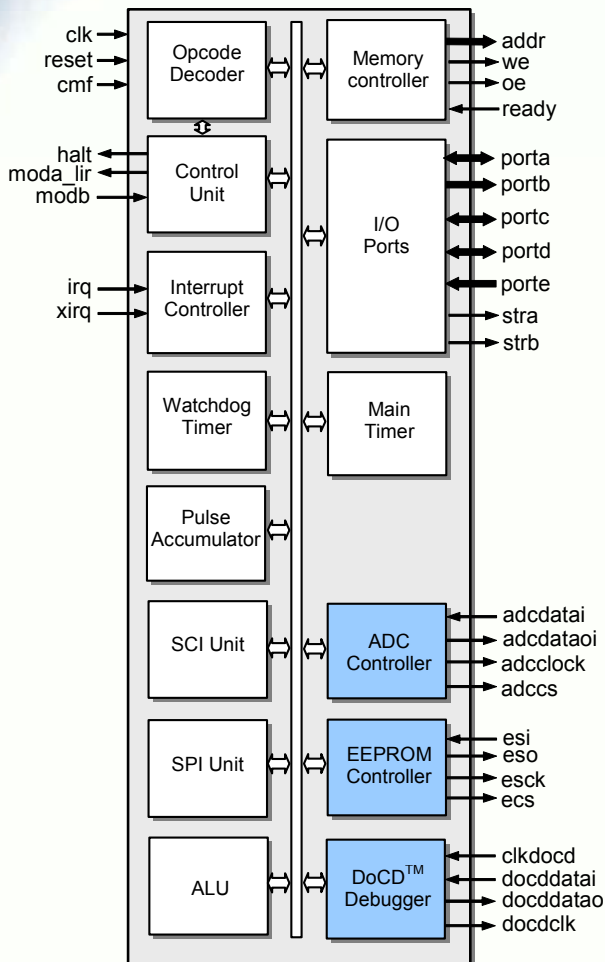 clk
reset
cmf
Opcode
Decoder
Memory
controller
addr
we
oe
ready
halt
moda_lir
modb
Control
Unit
I/O
Ports
porta
portb
portc
portd
porte
stra
strb
irq
xirq
Interrupt
Controller
Watchdog
Timer
Main
Timer
Pulse
Accumulator
SCI Unit
ADC
Controller
adcdatai
adcdataoi
adcclock
adccs
SPI Unit
EEPROM
Controller
esi
eso
esck
ecs
ALU
DoCD™
Debugger
clkdocd
docddatai
docddatao
docdclk